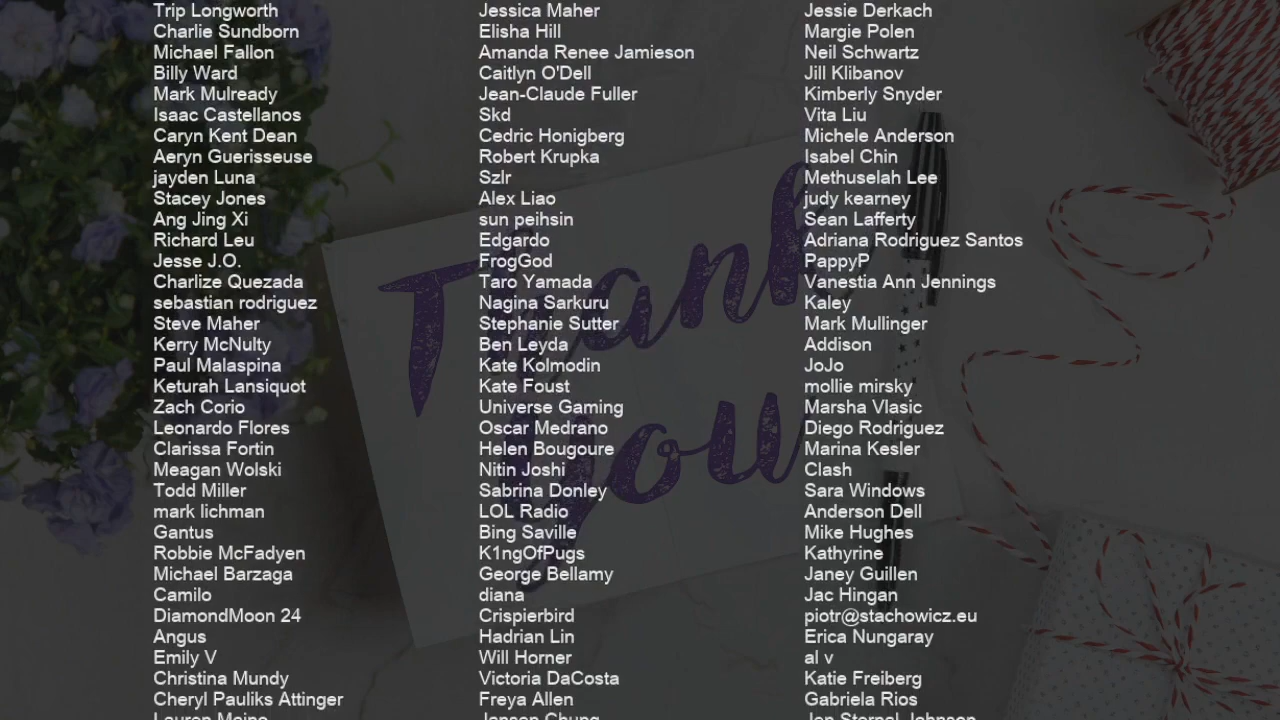 Trip Longworth
Charlie Sundborn
Michael Fallon
Billy Ward
Mark Mulready
Isaac Castellanos
Caryn Kent Dean
Aeryn Guerisseuse
jayden Luna
Stacey Jones
Ang Jing Xi
Richard Leu
Jesse J.O.
Charlize Quezada
sebastian rodriguez
Steve Maher
Kerry McNulty
Paul Malaspina
Keturah Lansiquot
Zach Corio
Leonardo Flores
Clarissa Fortin
Meagan Wolski
Todd Miller
mark lichman
Gantus
Robbie McFadyen
Michael Barzaga
Camilo
DiamondMoon 24
Angus
Emily V
Christina Mundy
Cheryl Pauliks Attinger
Jessica Maher
Elisha Hill
Amanda Renee Jamieson
Caitlyn O'Dell
Jean-Claude Fuller
Skd
Cedric Honigberg
Robert Krupka
Szlr
Alex Liao
sun peihsin
Edgardo
FrogGod
Taro Yamada
Nagina Sarkuru
Stephanie Sutter
Ben Leyda
Kate Kolmodin
Kate Foust
Universe Gaming
Oscar Medrano
Helen Bougoure
Nitin Joshi
Sabrina Donley
LOL Radio
Bing Saville
K1ngOfPugs
George Bellamy
diana
Crispierbird
Hadrian Lin
Will Horner
Victoria DaCosta
Freya Allen
Jessie Derkach
Margie Polen
Neil Schwartz
Jill Klibanov
Kimberly Snyder
Vita Liu
Michele Anderson
Isabel Chin
Methuselah Lee
judy kearney
Sean Lafferty
Adriana Rodriguez Santos
PappyP
Vanestia Ann Jennings
Kaley
Mark Mullinger
Addison
JoJo
mollie mirsky
Marsha Vlasic
Diego Rodriguez
Marina Kesler
Clash
Sara Windows
Anderson Dell
Mike Hughes
Kathyrine
Janey Guillen
Jac Hingan
piotr@stachowicz.eu
Erica Nungaray
al v
Katie Freiberg
Gabriela Rios
Thank
you